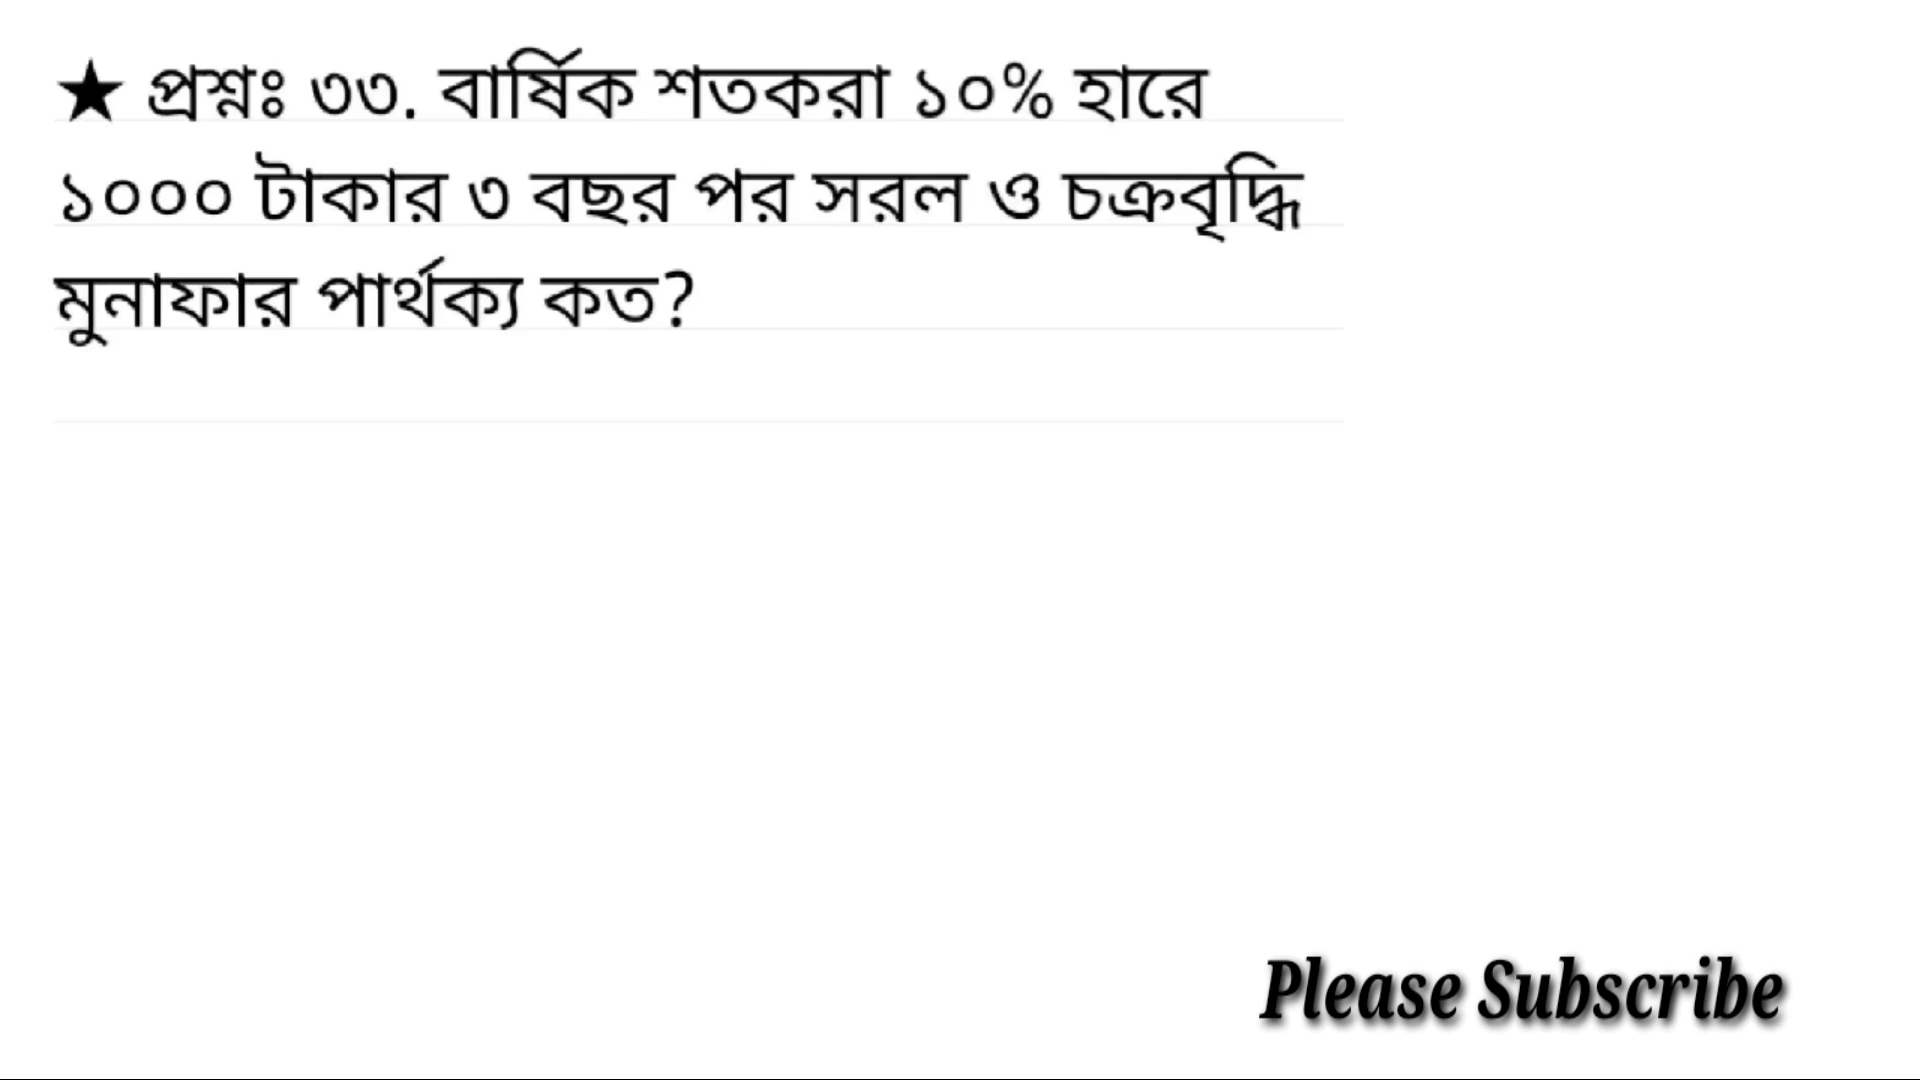 ★ প্রশ্নঃ ৩৩. বার্ষিক শতকরা ১০% হারে
১০০০ টাকার ৩ বছর পর সরল ও চক্রবৃদ্ধি
মুনাফার পার্থক্য কত?
Please Subscribe